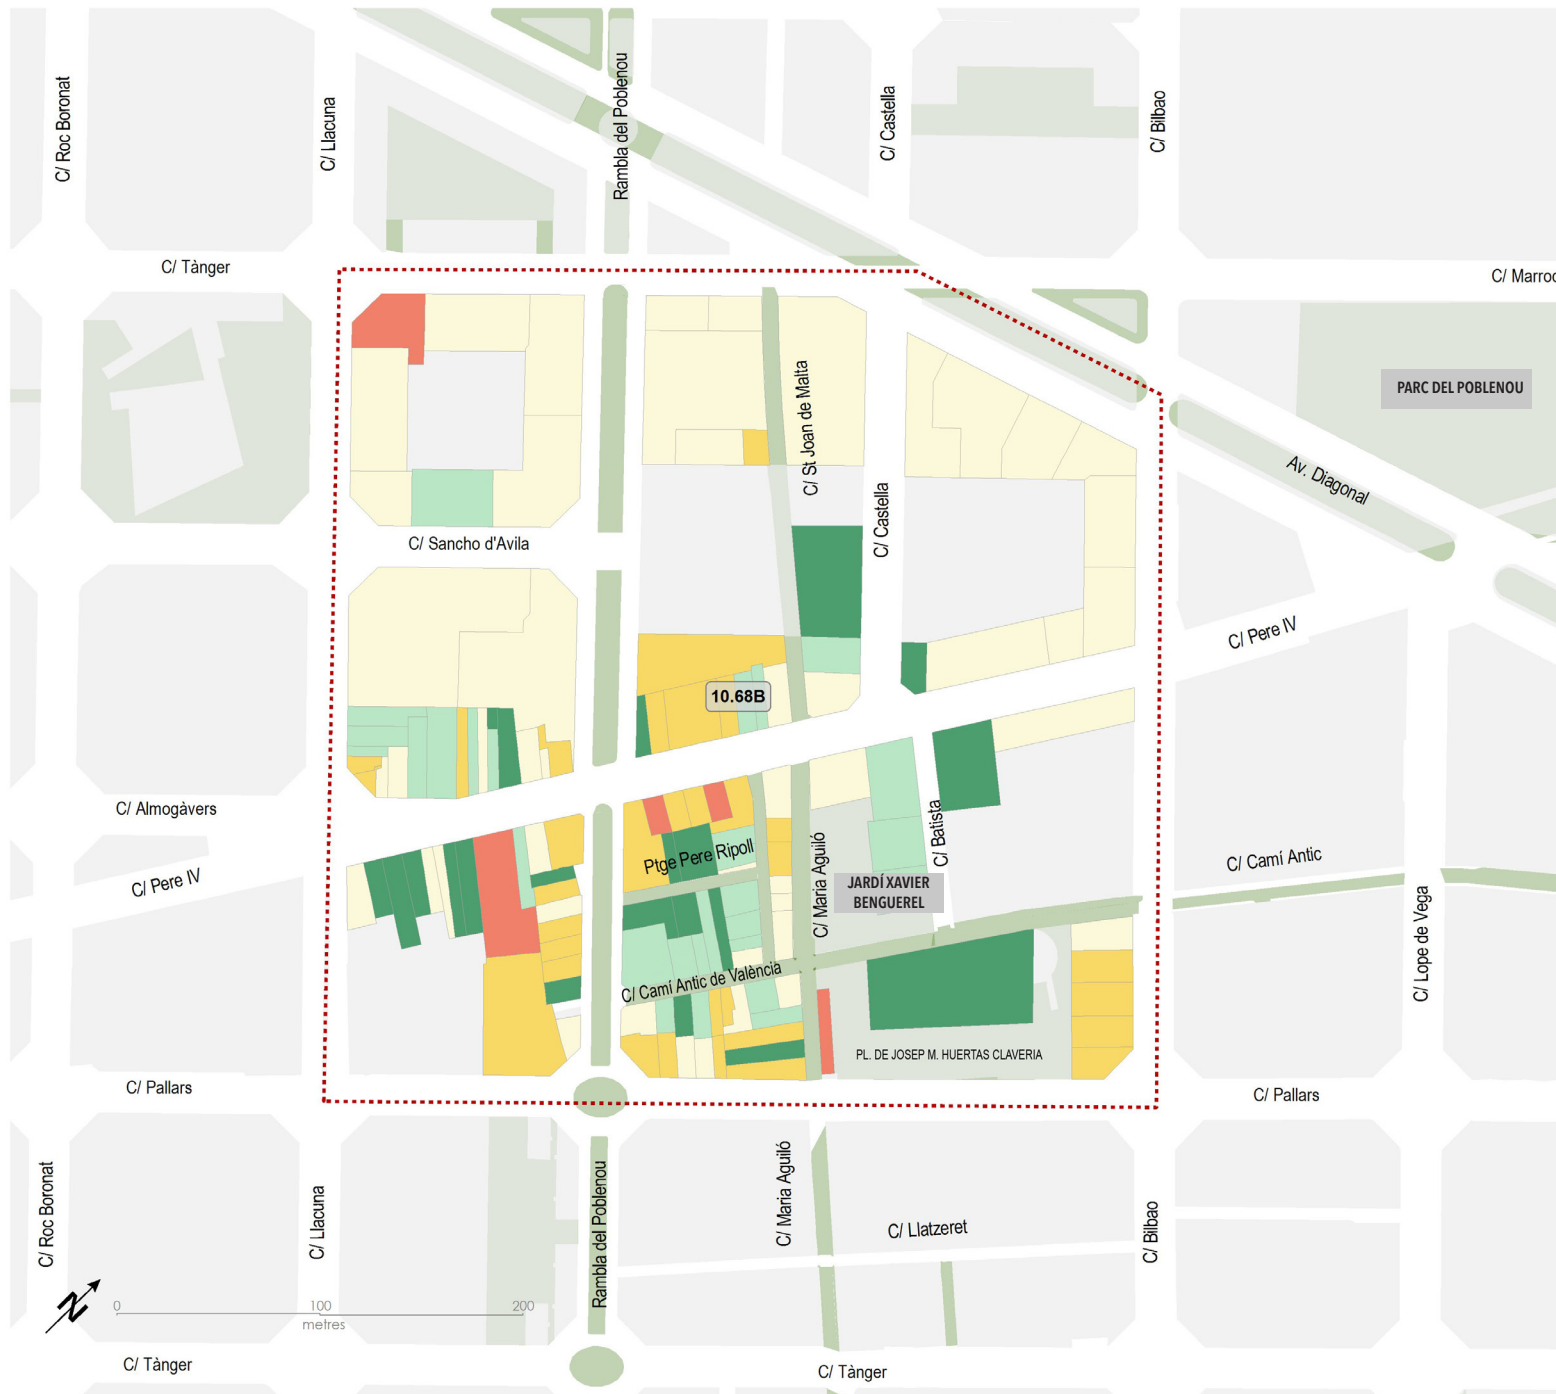 C/ Roc Boronat
C/ Llacuna
Rambla del Poblenou
C/ Castella
C/ Bilbao
C/ Tànger
C/ Marroc
PARC DEL POBLENOU
C/ St Joan de Malta
Av. Diagonal
C/ Castella
C/ Sancho d'Avila
C/ Pere IV
10.68B
C/ Almogàvers
C/ Pere IV
Ptge Pere Ripoll
C/ Maria Aguiló
C/ Batista
C/ Camí Antic
JARDÍ XAVIER
BENGUEREL
C/ Lope de Vega
C/ Camí Antic de València
PL. DE JOSEP M. HUERTAS CLAVERIA
C/ Pallars
C/ Pallars
C/ Roc Boronat
C/ Llacuna
Rambla del Poblenou
C/ Maria Aguiló
C/ Llatzeret
C/ Bilbao
N
0 100 200
metres
C/ Tànger
C/ Tànger